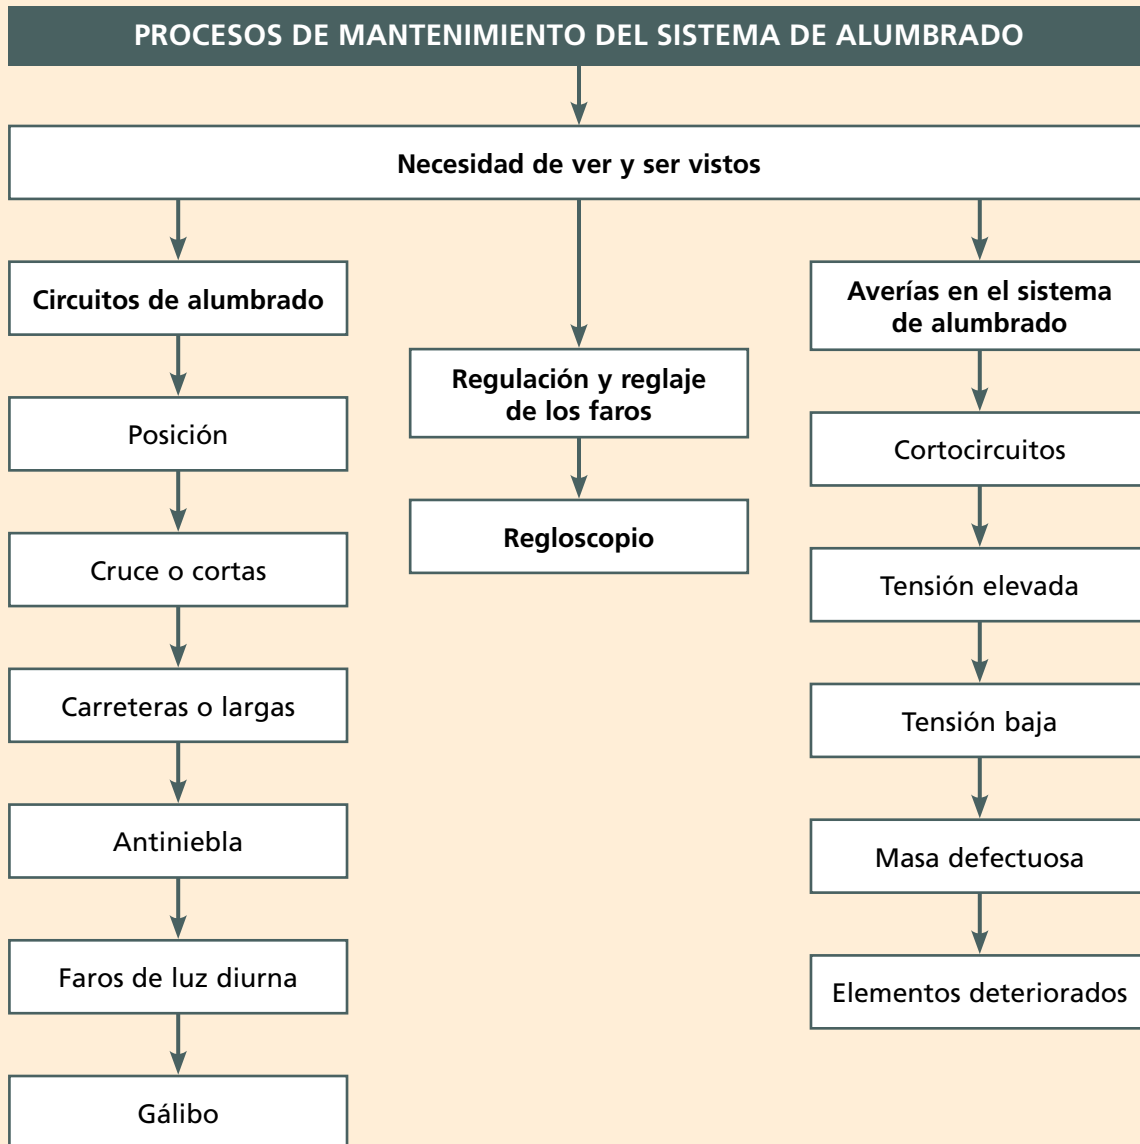 PROCESOS DE MANTENIMIENTO DEL SISTEMA DE ALUMBRADO
Necesidad de ver y ser vistos
Circuitos de alumbrado
Posición
Cruce o cortas
Carreteras o largas
Antiniebla
Faros de luz diurna
Gálibo
Regulación y reglaje
de los faros
Regloscopio
Averías en el sistema
de alumbrado
Cortocircuitos
Tensión elevada
Tensión baja
Masa defectuosa
Elementos deteriorados